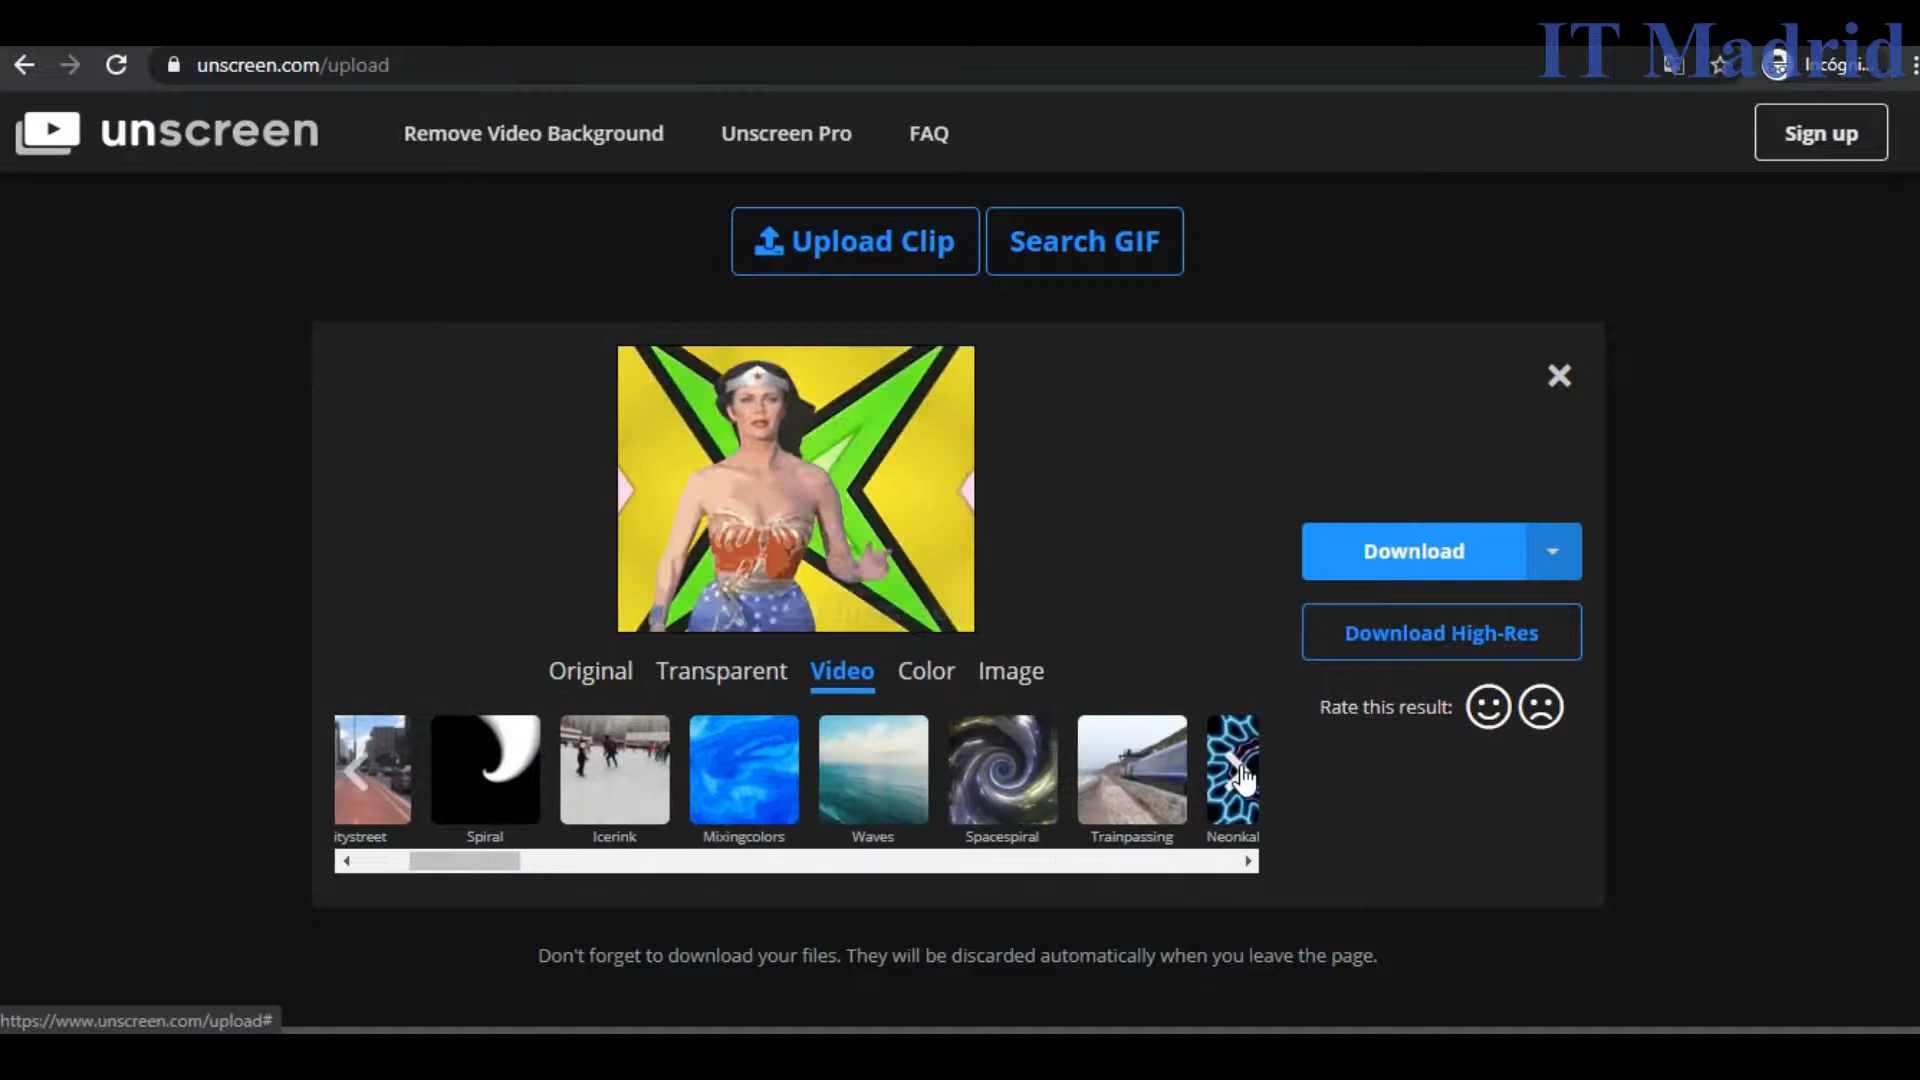 IT Madrid
unscreen.com/upload
Incógni...
unscreen
Remove Video Background
Unscreen Pro
FAQ
Sign up
Upload Clip
Search GIF
Download
Download High-Res
Original
Transparent
Video
Color
Image
Rate this result:
itystreet
Spiral
Icerink
Mixingcolors
Waves
Spacespiral
Trainpassing
Neonkal
Don't forget to download your files. They will be discarded automatically when you leave the page.
https://www.unscreen.com/upload#